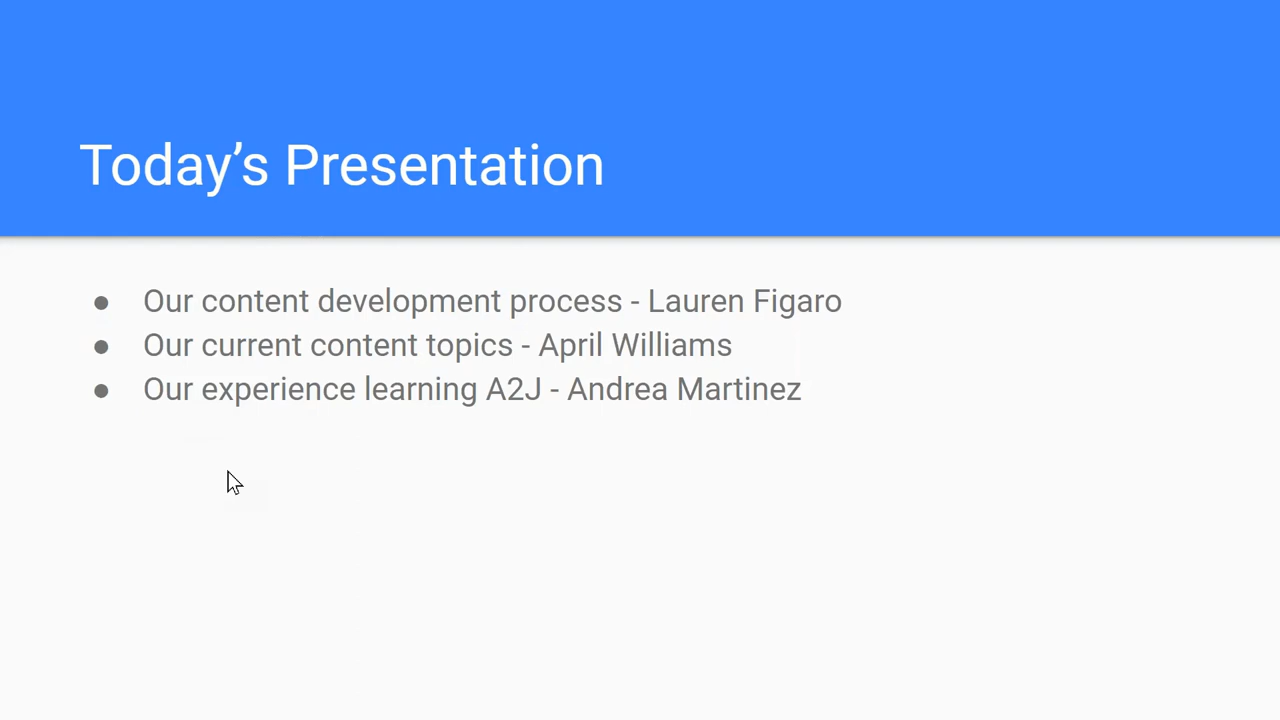 Today’s Presentation
● Our content development process - Lauren Figaro
● Our current content topics - April Williams
● Our experience learning A2J - Andrea Martinez